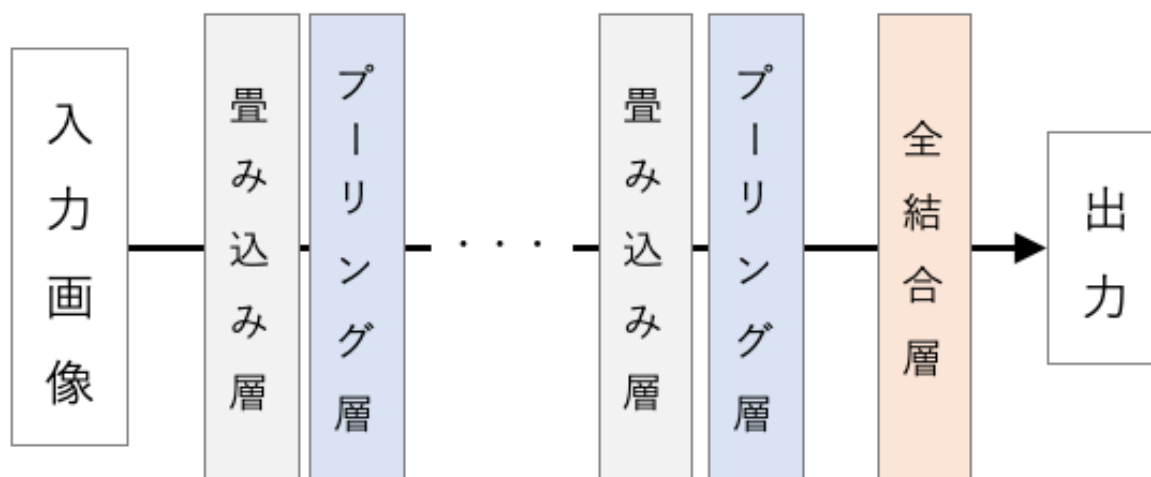 入力画像
畳み込み層
プーリング層
・・・
畳み込み層
プーリング層
全結合層
出力